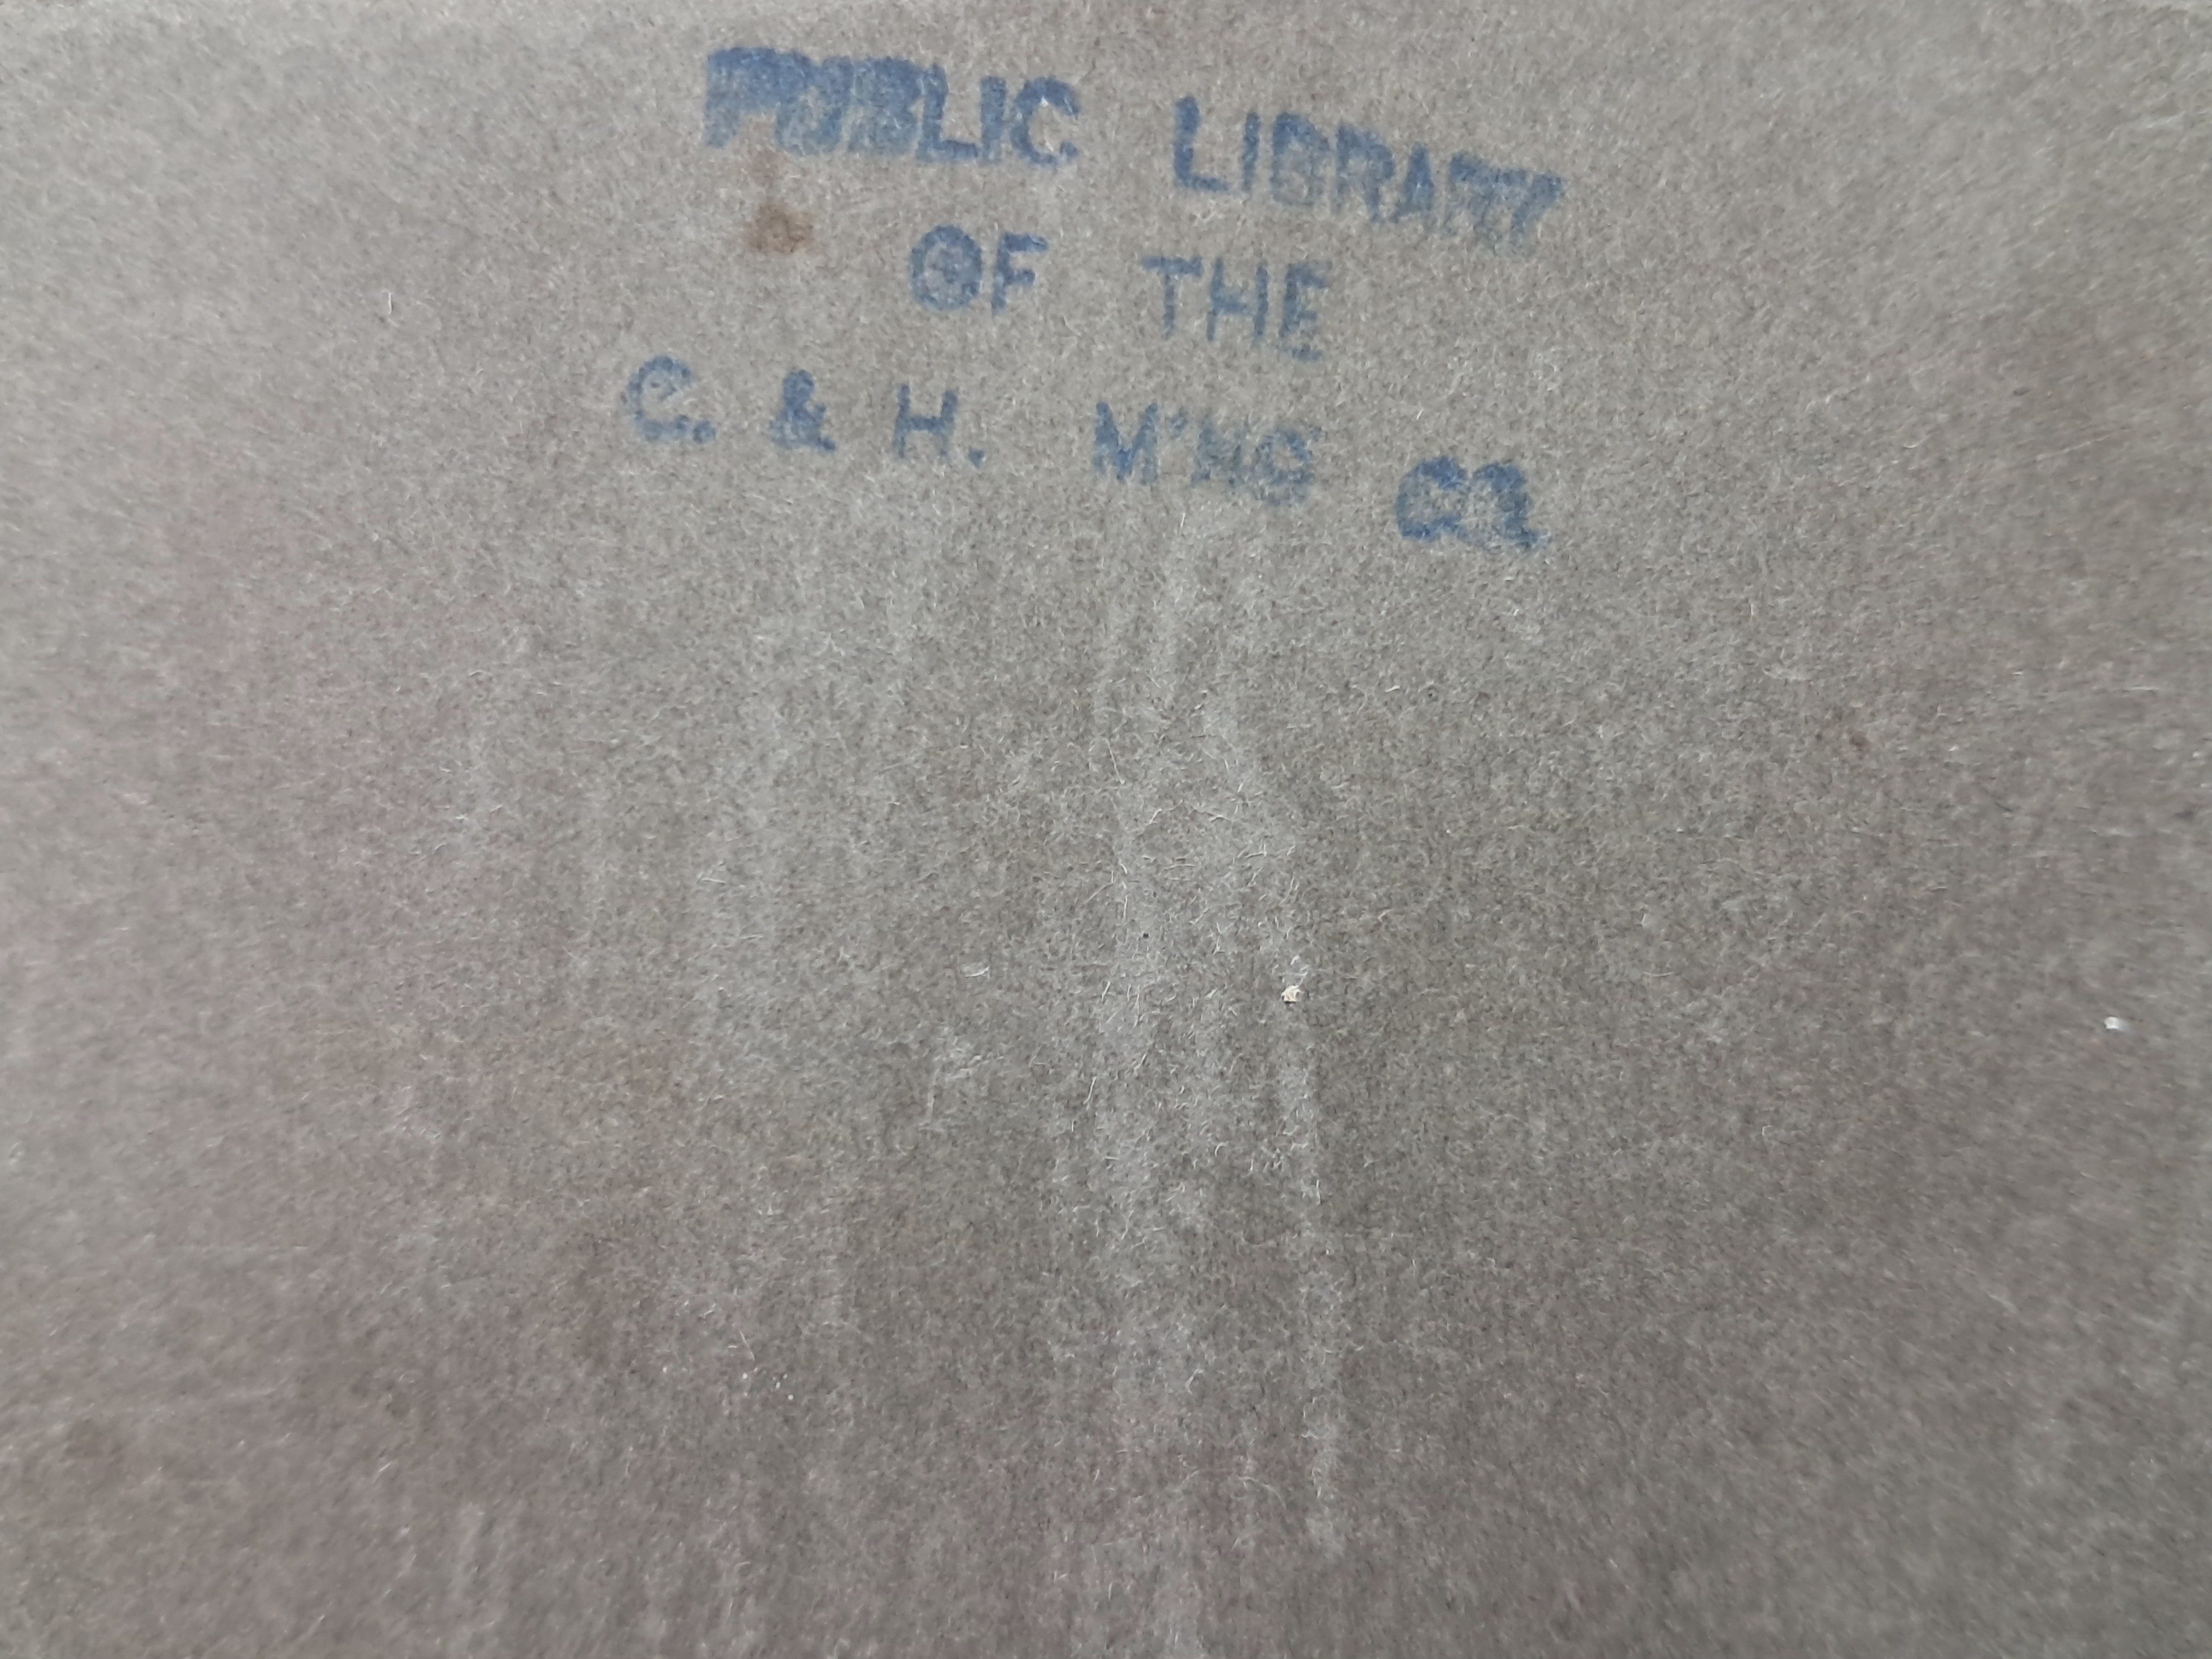 PUBLIC LIBRARY
OF THE
C. & H. M'NG CO.